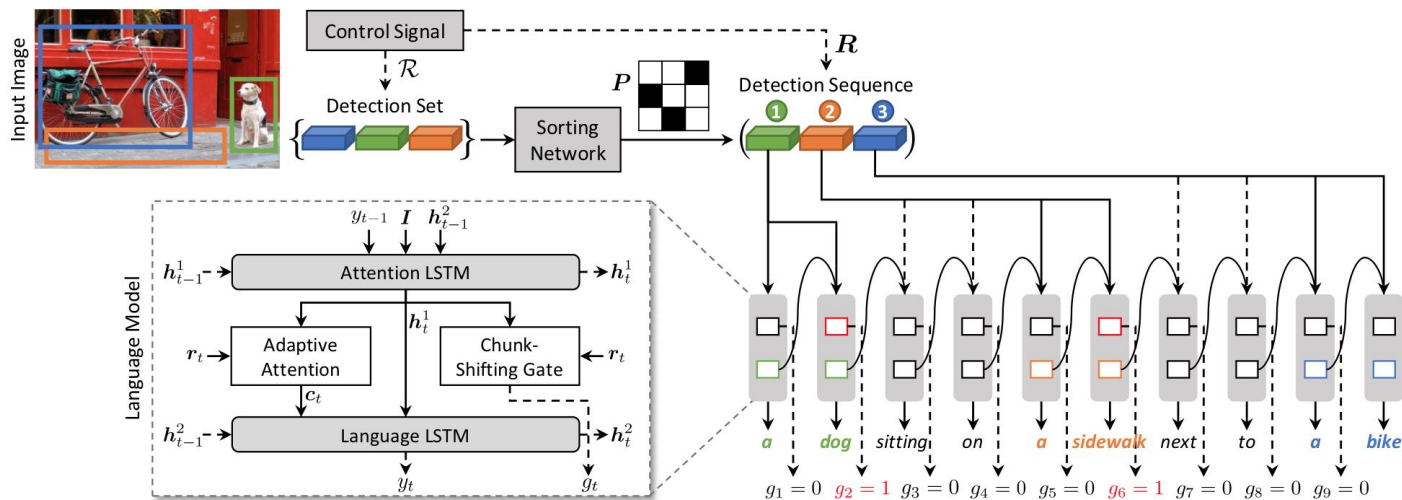 Input Image
Control Signal
R
R
Detection Set
Sorting
Network
P
Detection Sequence
1 2 3
Language Model
y_{t-1} I h^2_{t-1}
h^1_{t-1} Attention LSTM h^1_t
h^1_t
r_t Adaptive
Attention
Chunk-
Shifting Gate r_t
c_t
h^2_{t-1} Language LSTM h^2_t
y_t g_t
a dog sitting on a sidewalk next to a bike
g_1 = 0 g_2 = 1 g_3 = 0 g_4 = 0 g_5 = 0 g_6 = 1 g_7 = 0 g_8 = 0 g_9 = 0